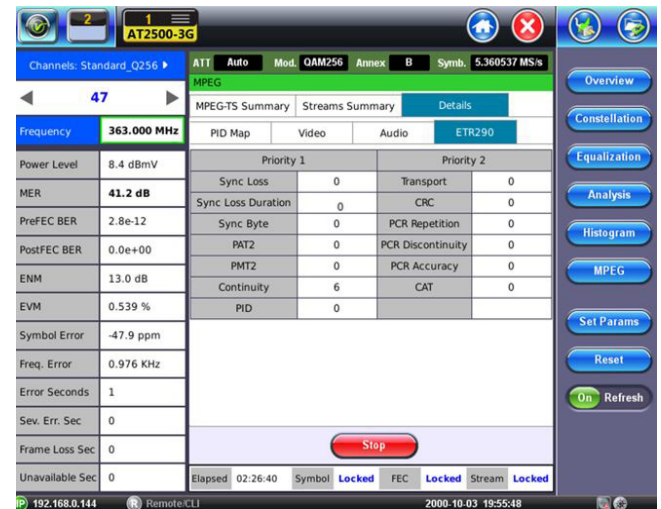 2
1
AT2500-3G
Channels: Standard_Q256
47
Frequency 363.000 MHz
Power Level 8.4 dBmV
MER 41.2 dB
PreFEC BER 2.8e-12
PostFEC BER 0.0e+00
ENM 13.0 dB
EVM 0.539 %
Symbol Error -47.9 ppm
Freq. Error 0.976 KHz
Error Seconds 1
Sev. Err. Sec 0
Frame Loss Sec 0
Unavailable Sec 0
ATT Auto Mod. QAM256 Annex B Symb. 5.360537 MS/s
MPEG
MPEG-TS Summary Streams Summary Details
PID Map Video Audio ETR290
Priority 1 Priority 2
Sync Loss 0 Transport 0
Sync Loss Duration 0 CRC 0
Sync Byte 0 PCR Repetition 0
PAT2 0 PCR Discontinuity 0
PMT2 0 PCR Accuracy 0
Continuity 6 CAT 0
PID 0
Stop
Elapsed 02:26:40 Symbol Locked FEC Locked Stream Locked
Overview
Constellation
Equalization
Analysis
Histogram
MPEG
Set Params
Reset
On Refresh
IP 192.168.0.144 R Remote/CLI 2000-10-03 19:55:48